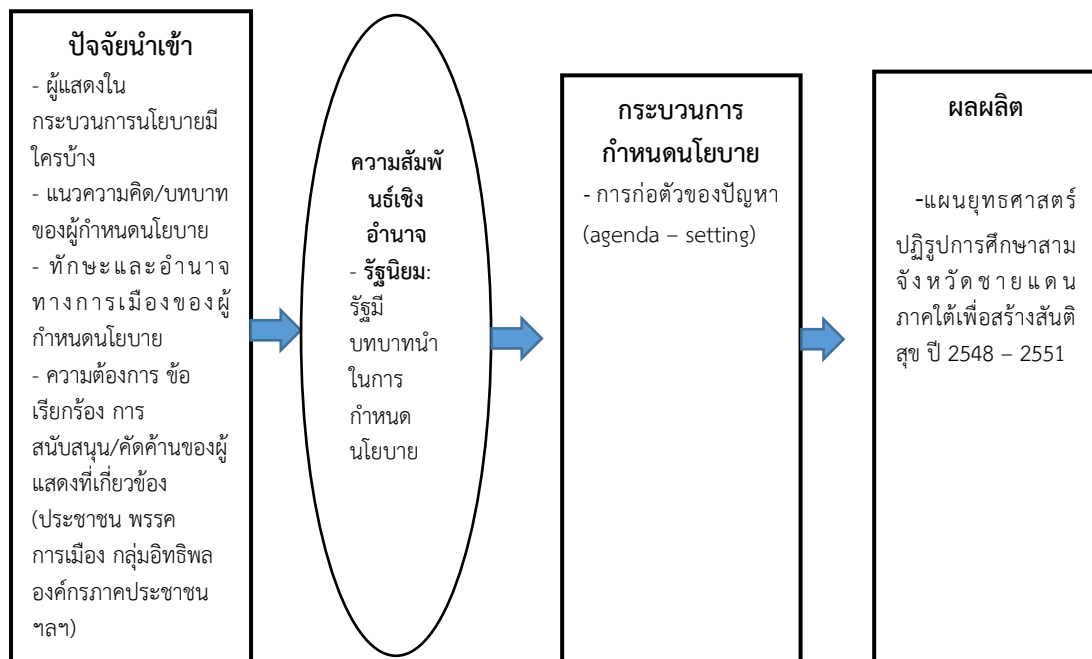 ปัจจัยนำเข้า
- ผู้แสดงใน
กระบวนการนโยบายมี
ใครบ้าง
- แนวความคิด/บทบาท
ของผู้กำหนดนโยบาย
- ทักษะและอำนาจ
ทางการเมืองของผู้
กำหนดนโยบาย
- ความต้องการ ข้อ
เรียกร้อง การ
สนับสนุน/คัดค้านของผู้
แสดงที่เกี่ยวข้อง
(ประชาชน พรรค
การเมือง กลุ่มอิทธิพล
องค์กรภาคประชาชน
ฯลฯ)
ความสัมพั
นธ์เชิง
อำนาจ
- รัฐนิยม:
รัฐมี
บทบาทนำ
ในการ
กำหนด
นโยบาย
กระบวนการ
กำหนดนโยบาย
- การก่อตัวของปัญหา
(agenda – setting)
ผลผลิต
-แผนยุทธศาสตร์
ปฏิรูปการศึกษาสาม
จังหวัดชายแดน
ภาคใต้เพื่อสร้างสันติ
สุข ปี 2548 – 2551